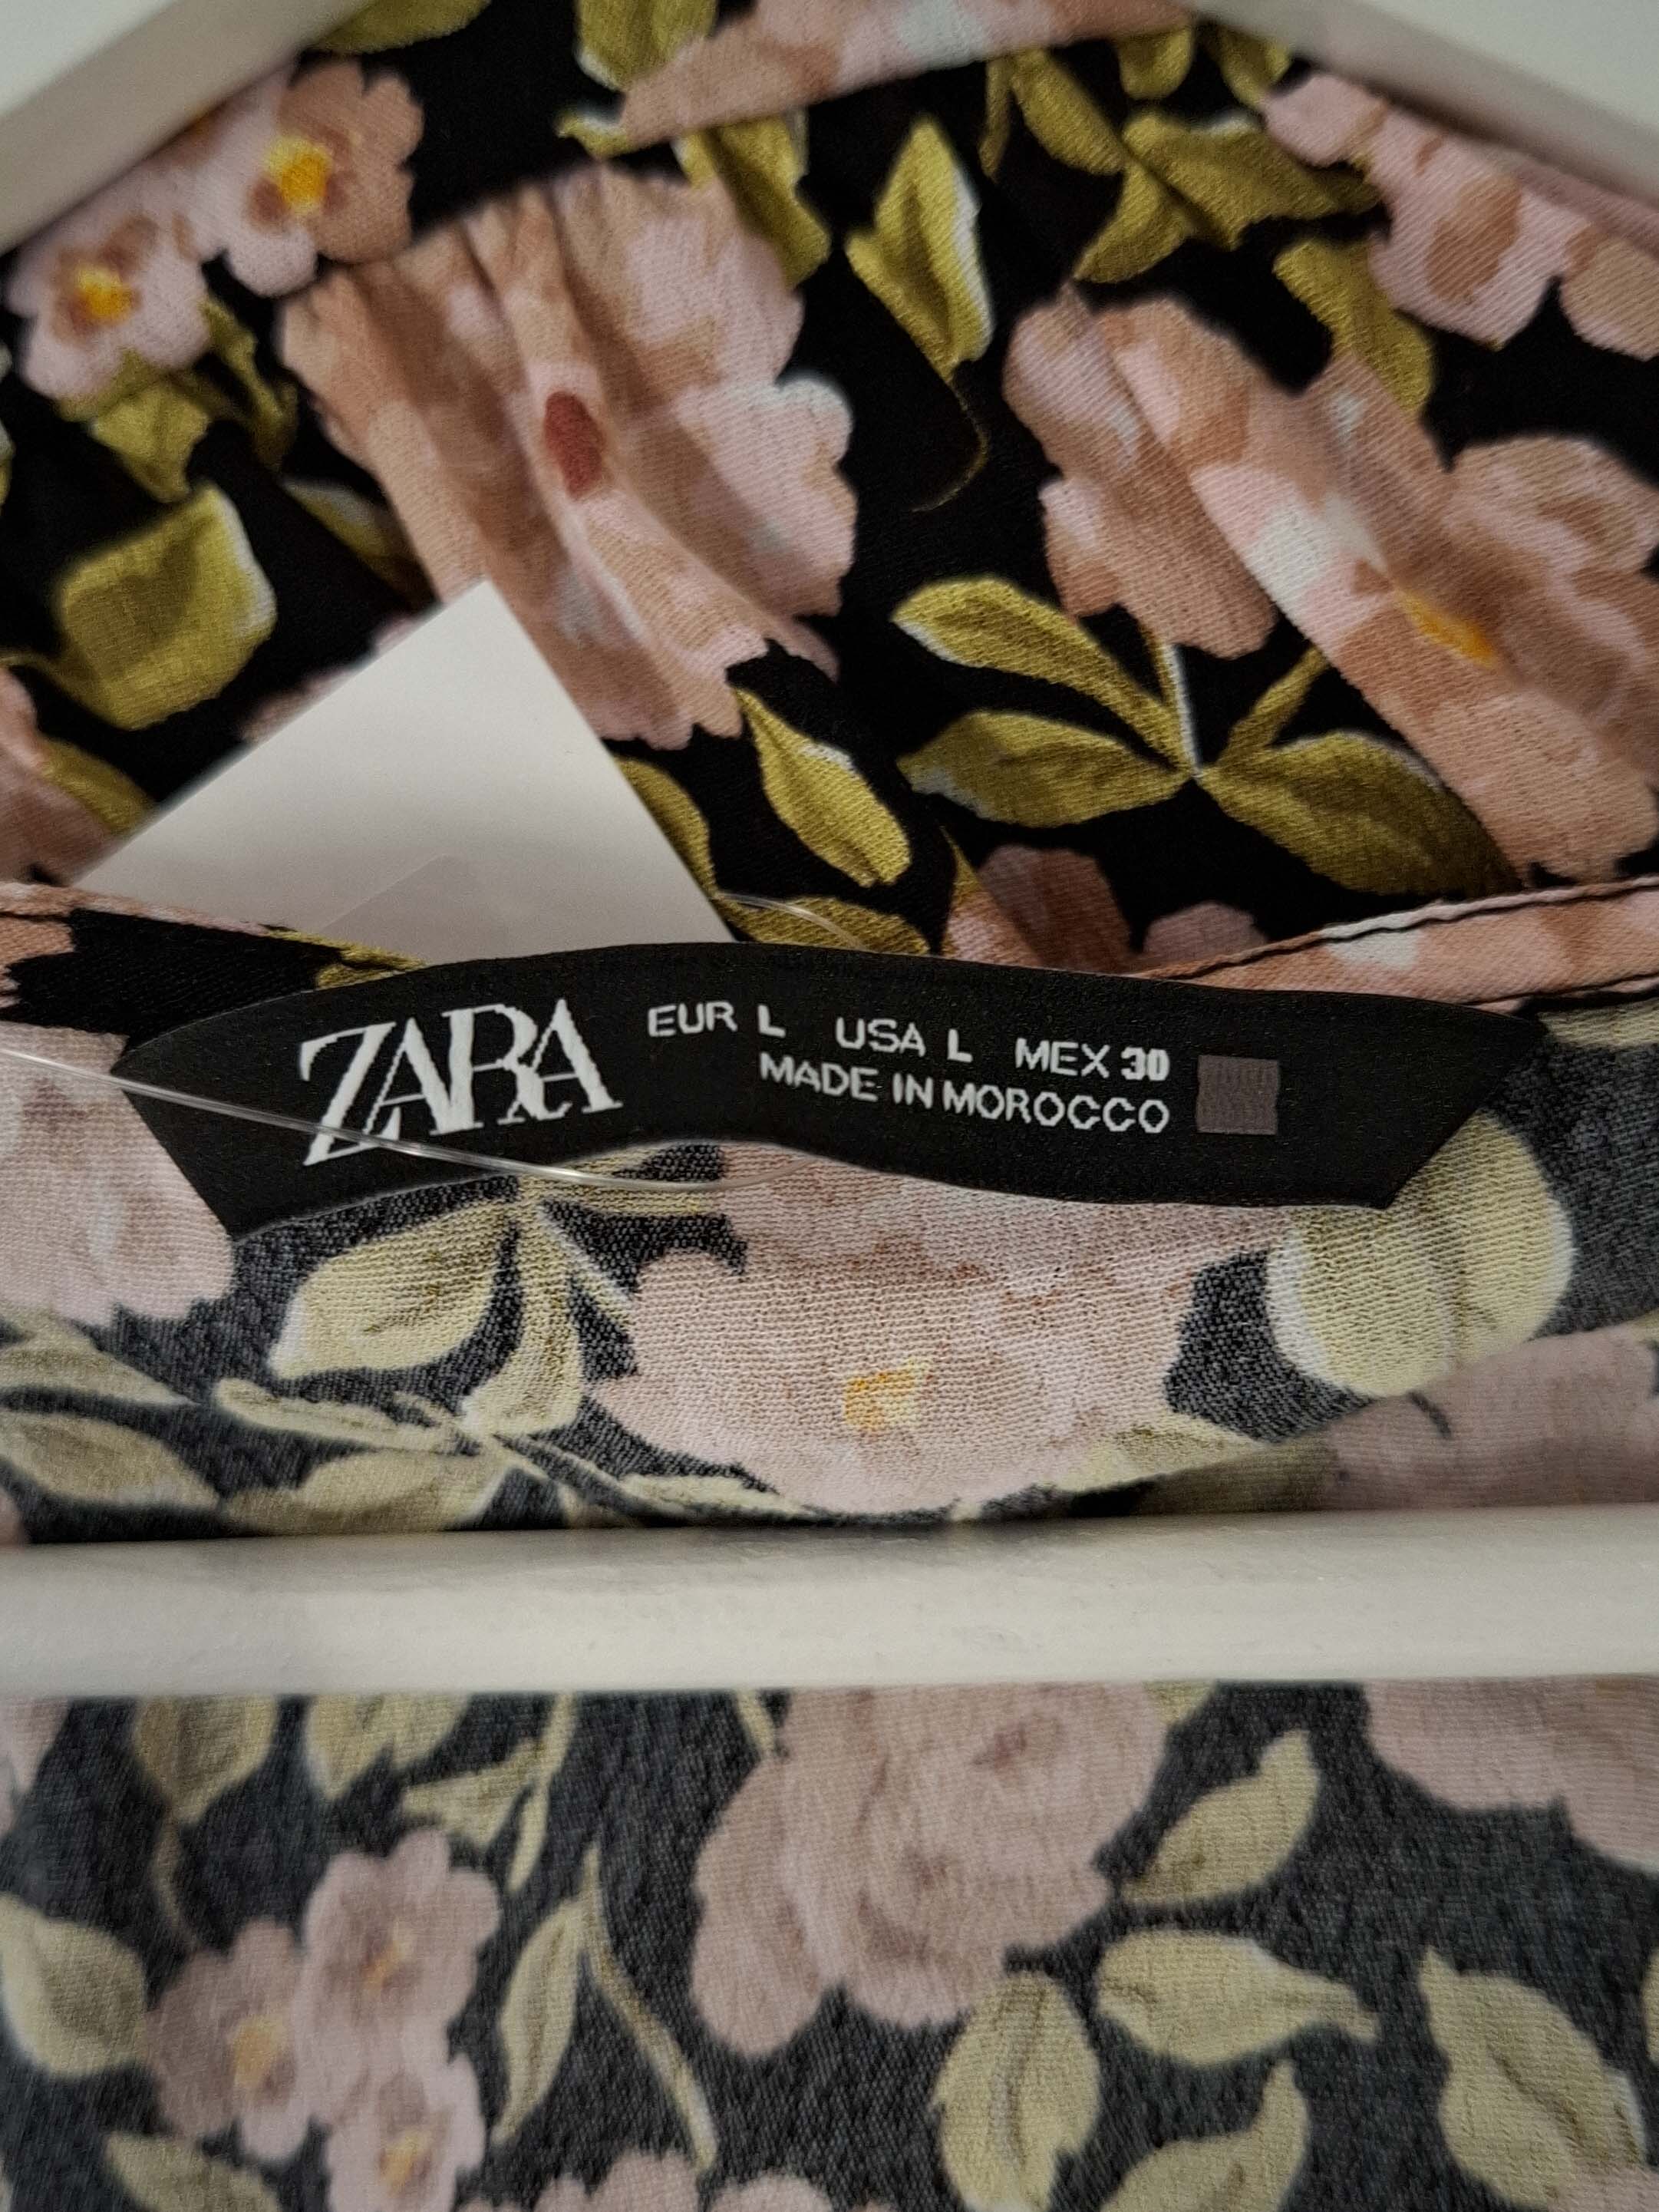 ZARA
EUR L USA L MEX 30
MADE IN MOROCCO